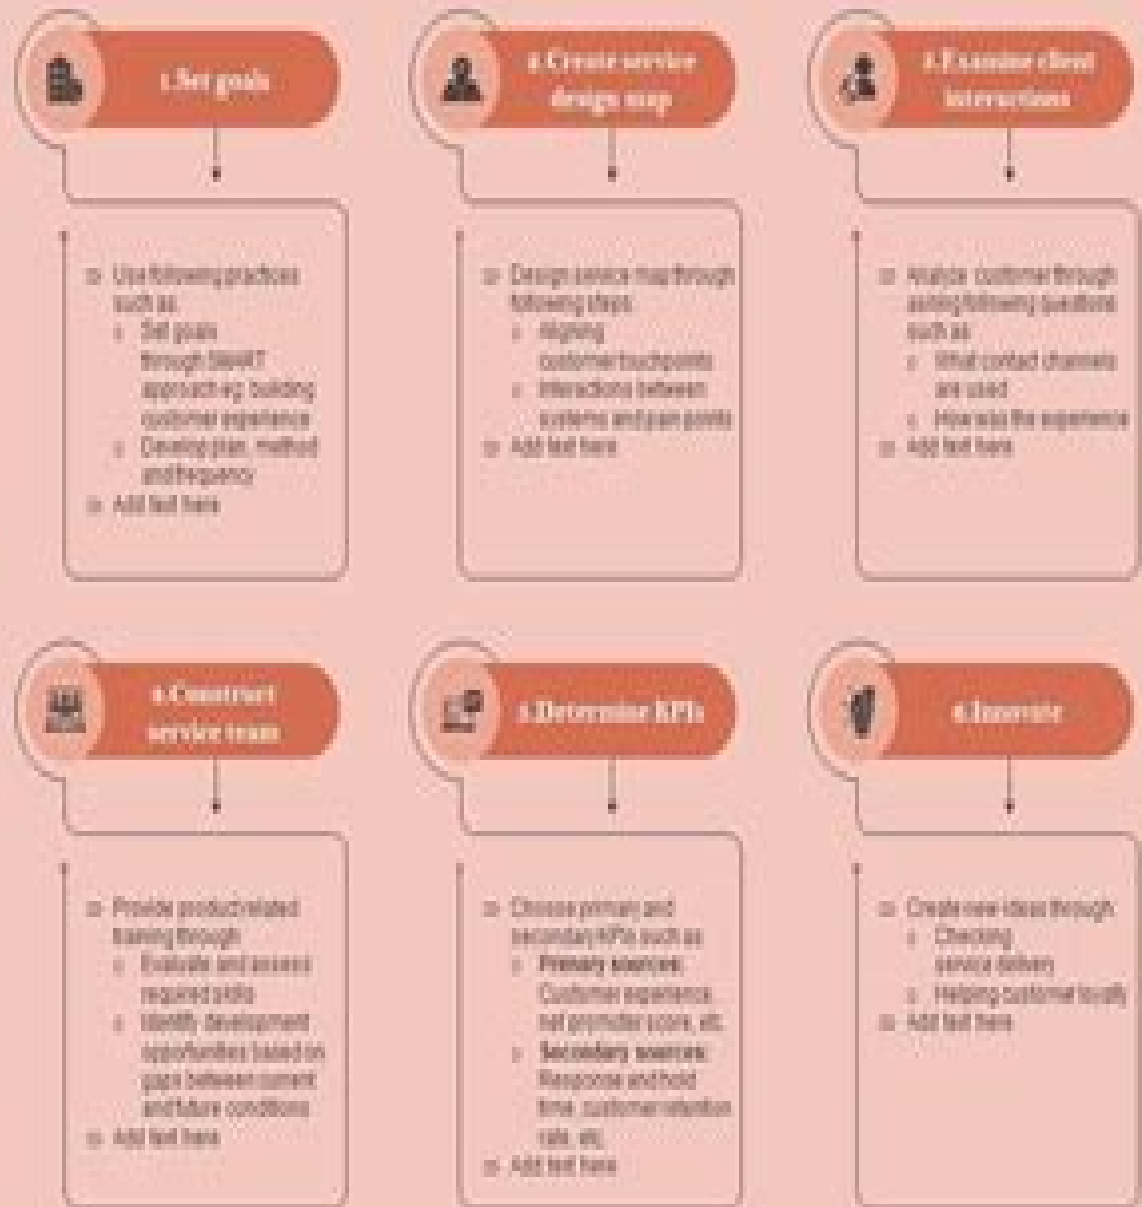 1.Set goals
Use following practices
such as
Set goals
through SMART
approach eg. building
customer experience
Develop plan, method
and frequency
Add text here
2.Create service
design map
Design service map through
following steps
Aligning
customer touchpoints
Interactions between
systems and pain points
Add text here
3.Examine client
interactions
Analyze customer through
asking following questions
such as
What contact channels
are used
How was the experience
Add text here
4.Construct
service team
Provide product related
training through
Evaluate and assess
required skills
Identify development
opportunities based on
gaps between current
and future conditions
Add text here
5.Determine KPIs
Choose primary and
secondary KPIs such as
Primary sources:
Customer experience,
net promoter score, etc.
Secondary sources:
Response and hold
time, customer retention
rate, etc.
Add text here
6.Innovate
Create new ideas through
Checking
service delivery
Helping customer loyalty
Add text here